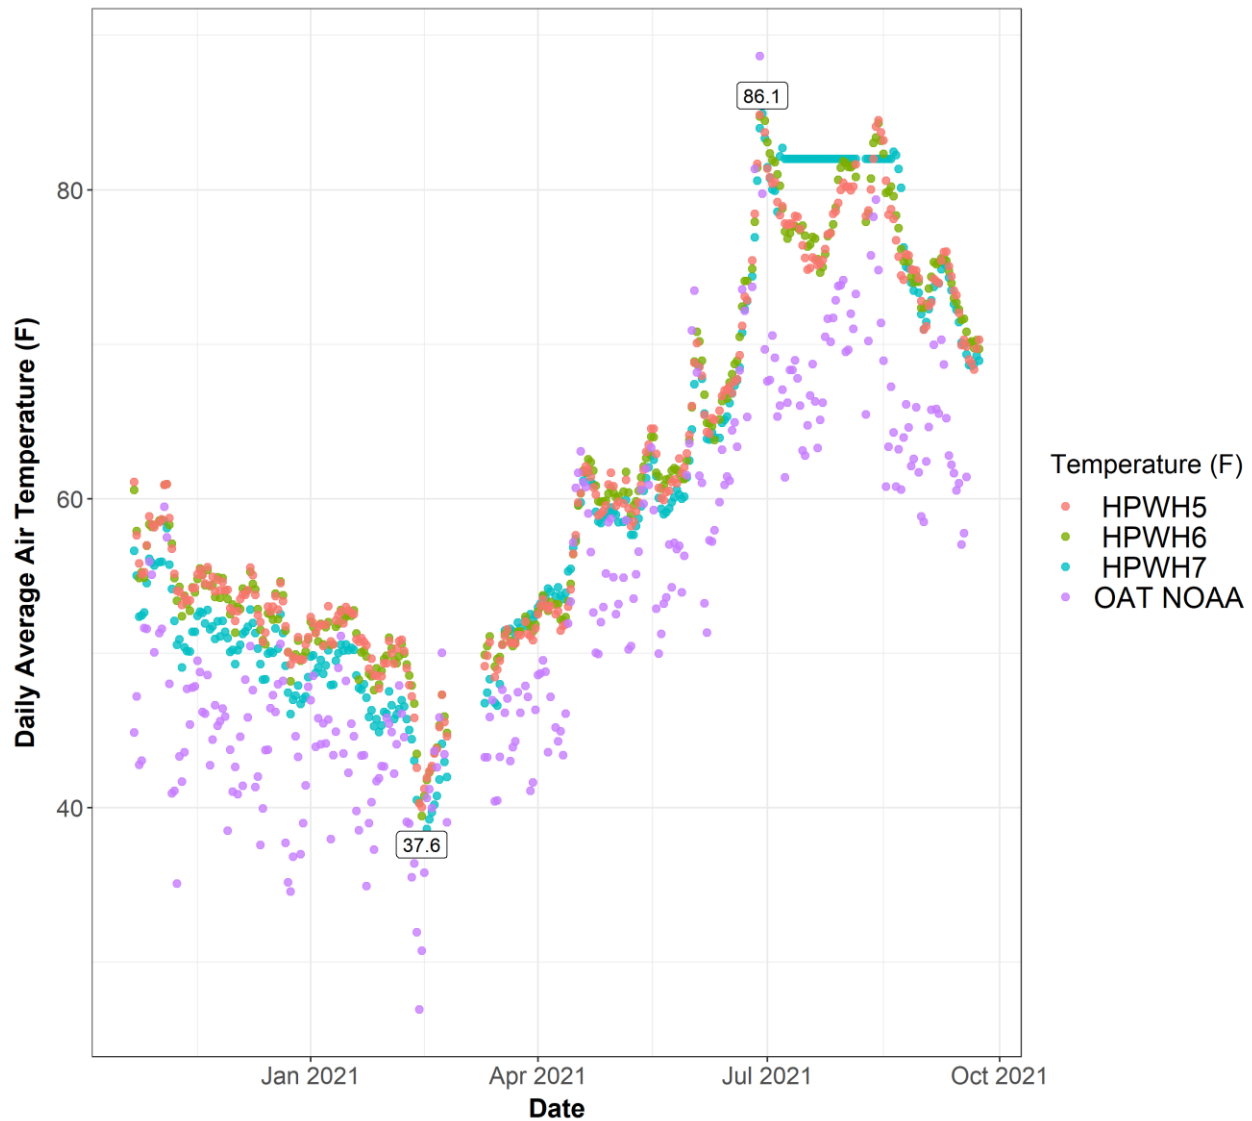 86.1
80
60
40
37.6
Daily Average Air Temperature (F)
Jan 2021
Apr 2021
Jul 2021
Oct 2021
Date
Temperature (F)
HPWH5
HPWH6
HPWH7
OAT NOAA